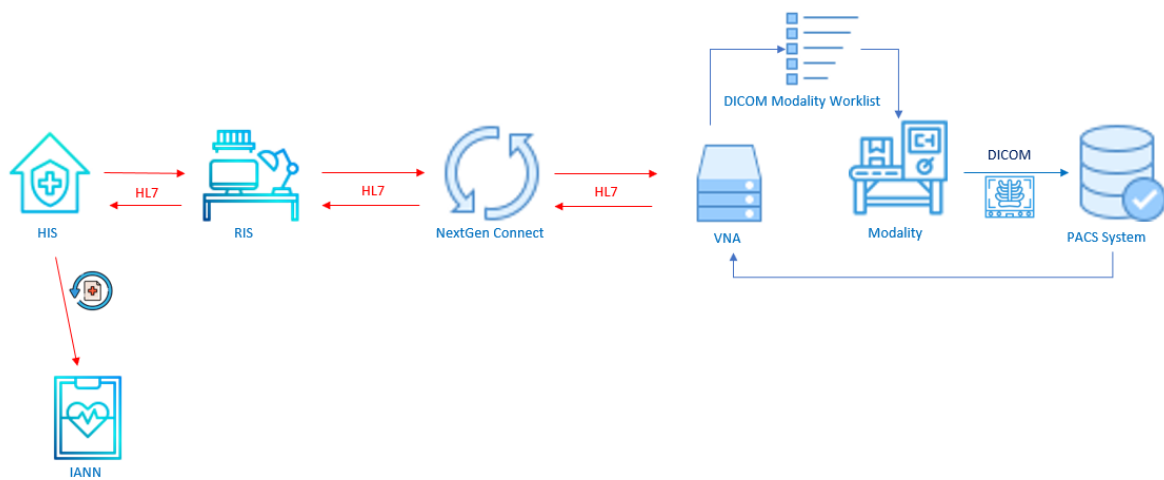 DICOM Modality Worklist
HL7
HL7
HL7
DICOM
HIS
RIS
NextGen Connect
VNA
Modality
PACS System
IANN